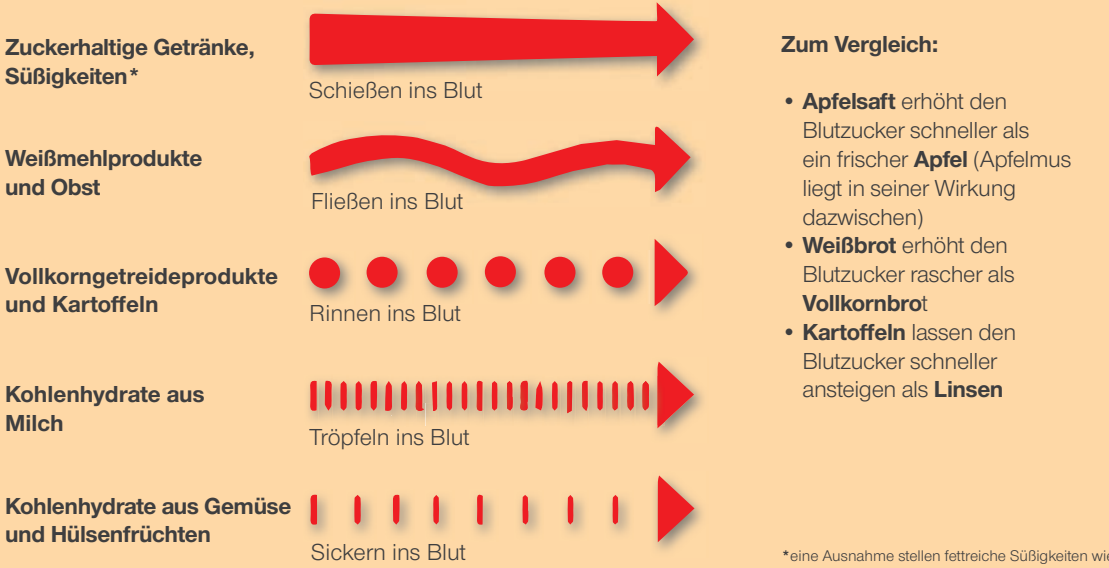 Zuckerhaltige Getränke,
Süßigkeiten*
Schießen ins Blut
Weißmehlprodukte
und Obst
Fließen ins Blut
Vollkorngetreideprodukte
und Kartoffeln
Rinnen ins Blut
Kohlenhydrate aus
Milch
Tröpfeln ins Blut
Kohlenhydrate aus Gemüse
und Hülsenfrüchten
Sickern ins Blut
Zum Vergleich:
• Apfelsaft erhöht den
Blutzucker schneller als
ein frischer Apfel (Apfelmus
liegt in seiner Wirkung
dazwischen)
• Weißbrot erhöht den
Blutzucker rascher als
Vollkornbrot
• Kartoffeln lassen den
Blutzucker schneller
ansteigen als Linsen
*eine Ausnahme stellen fettreiche Süßigkeiten wie